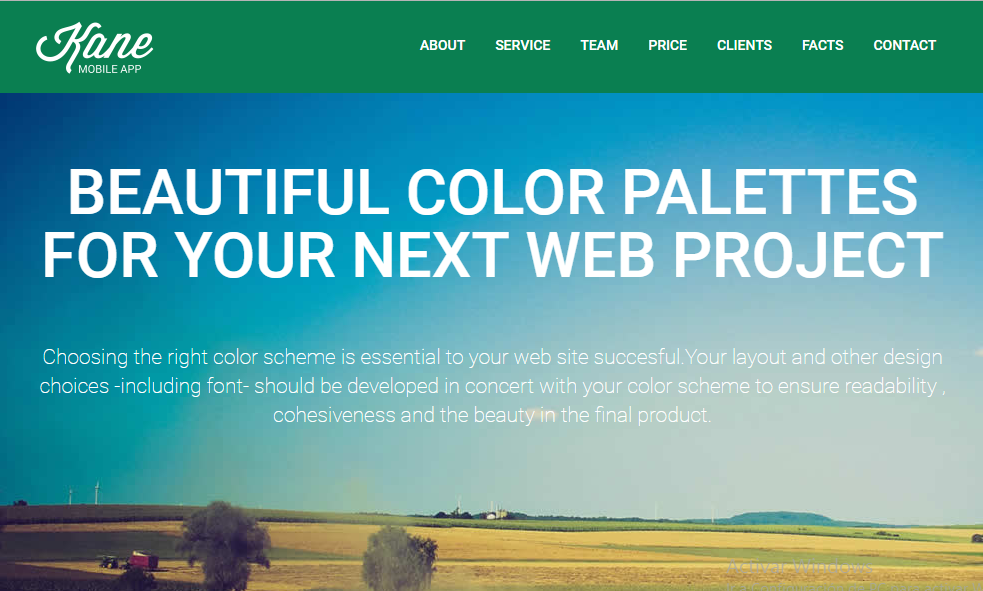 Kane
MOBILE APP
ABOUT SERVICE TEAM PRICE CLIENTS FACTS CONTACT
BEAUTIFUL COLOR PALETTES
FOR YOUR NEXT WEB PROJECT
Choosing the right color scheme is essential to your web site succesful.Your layout and other design
choices -including font- should be developed in concert with your color scheme to ensure readability ,
cohesiveness and the beauty in the final product.
Activar Windows